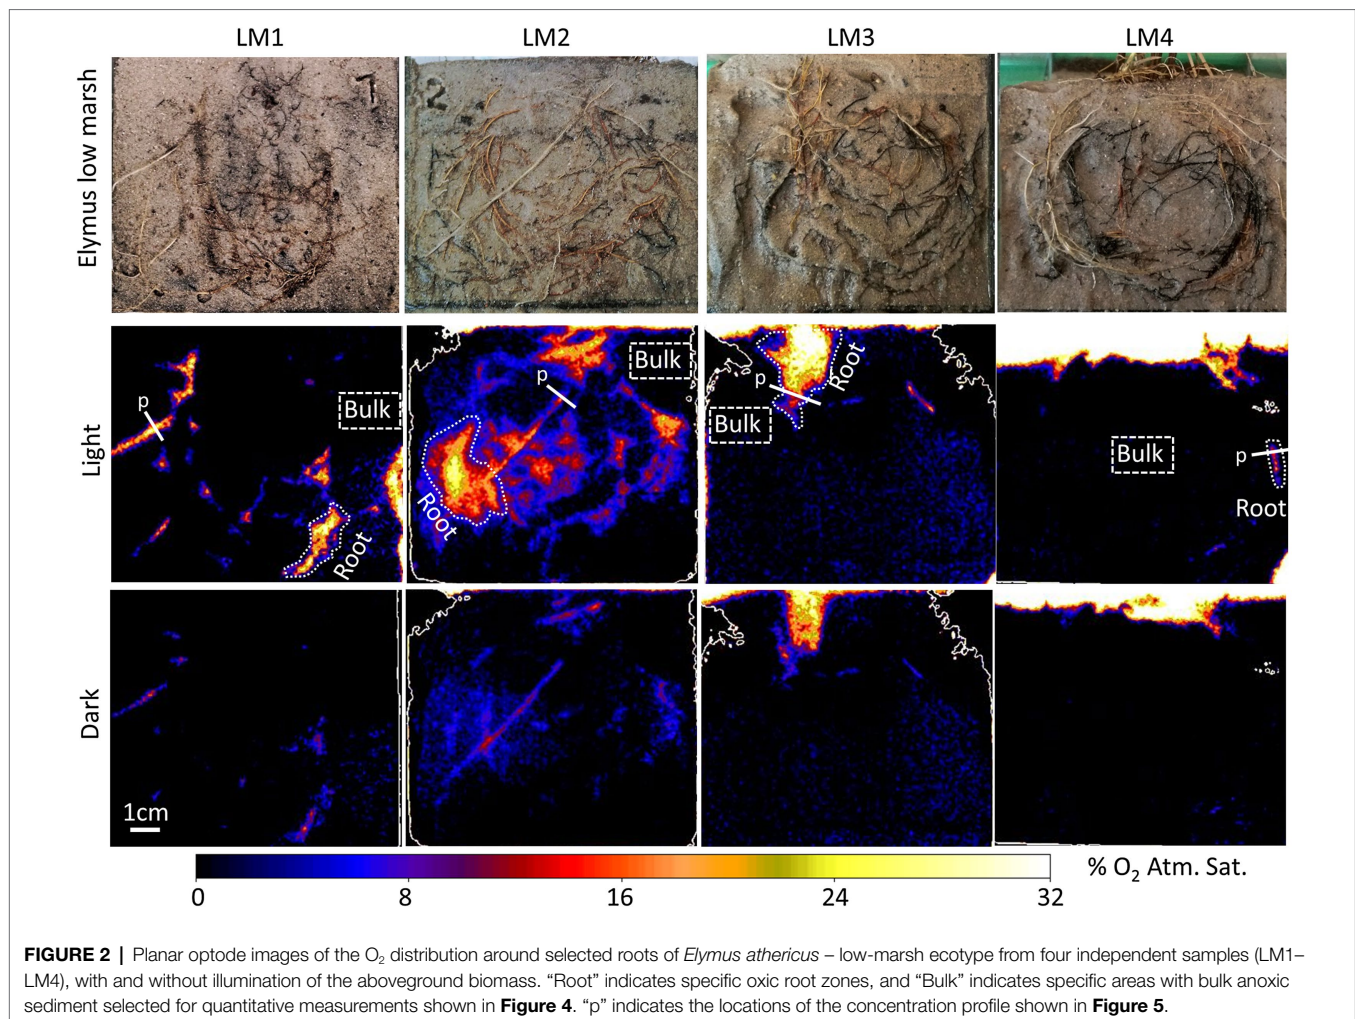 LM1 LM2 LM3 LM4
Elymus low marsh
Light
p Bulk Root
p Bulk Root
p Bulk Root
p Bulk Root
Dark
1cm
% O₂ Atm. Sat.
0 8 16 24 32
FIGURE 2 | Planar optode images of the O₂ distribution around selected roots of Elymus athericus – low-marsh ecotype from four independent samples (LM1–
LM4), with and without illumination of the aboveground biomass. “Root” indicates specific oxic root zones, and “Bulk” indicates specific areas with bulk anoxic
sediment selected for quantitative measurements shown in Figure 4. “p” indicates the locations of the concentration profile shown in Figure 5.